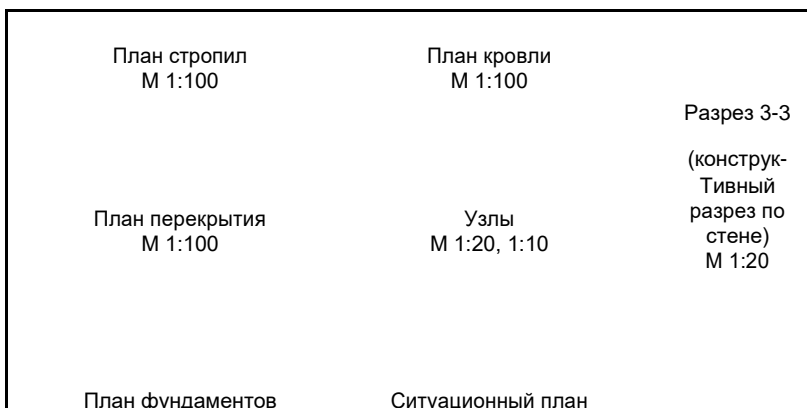 План стропил
М 1:100
План кровли
М 1:100
Разрез 3-3
(конструк-
Тивный
разрез по
стене)
М 1:20
План перекрытия
М 1:100
Узлы
М 1:20, 1:10
План фундаментов
Ситуационный план